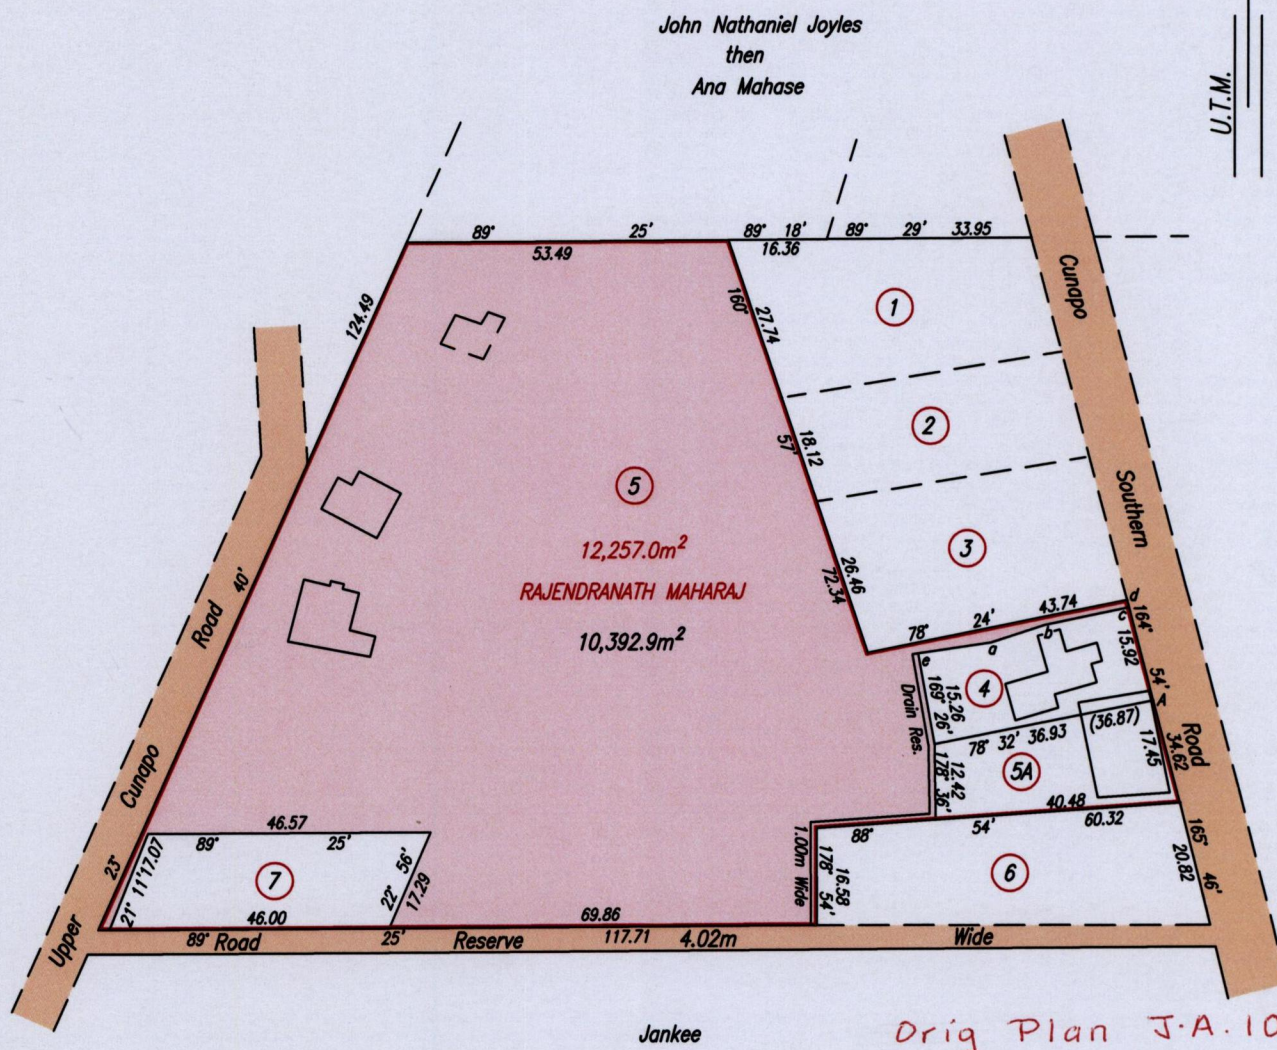 John Nathaniel Joyles
then
Ana Mahase
U.T.M.
89° 25'
53.49
89° 18'
16.36
89° 29' 33.95
124.49
160°
27.74
1
Cunapo
2
57'
18.12
5
12,257.0m²
RAJENDRANATH MAHARAJ
10,392.9m²
3
Southern
26.46
72.34
40'
Road
78° 24' 43.74
d
c
164°
a
b
e
15.92
54'
4
15.26
169° 26'
Drain Res.
A
(36.87)
78° 32' 36.93
17.45
Road
34.62
5A
12.42
178° 36'
40.48
Cunapo
46.57
89° 25'
88° 54' 60.32
165°
46'
20.82
23'
21° 11'
17.07
7
22° 56'
17.29
1.00m Wide
178° 54'
16.58
6
46.00
69.86
Upper
89° Road 25' Reserve 117.71 4.02m Wide
Jankee
Orig Plan J.A. 10